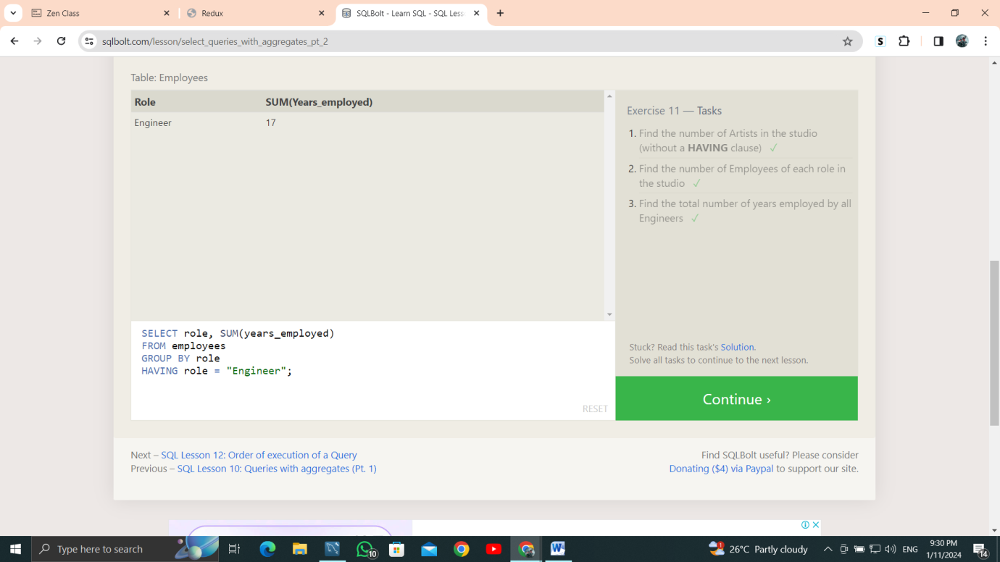 Zen Class
Redux
SQLBolt - Learn SQL - SQL Less
sqlbolt.com/lesson/select_queries_with_aggregates_pt_2
S
Table: Employees
Role SUM(Years_employed)
Engineer 17
Exercise 11 — Tasks
1. Find the number of Artists in the studio
(without a HAVING clause) ✓
2. Find the number of Employees of each role in
the studio ✓
3. Find the total number of years employed by all
Engineers ✓
SELECT role, SUM(years_employed)
FROM employees
GROUP BY role
HAVING role = "Engineer";
RESET
Stuck? Read this task's Solution.
Solve all tasks to continue to the next lesson.
Continue ›
Next – SQL Lesson 12: Order of execution of a Query
Previous – SQL Lesson 10: Queries with aggregates (Pt. 1)
Find SQLBolt useful? Please consider
Donating ($4) via Paypal to support our site.
Type here to search
10
W
1
26°C Partly cloudy
ENG
9:30 PM
1/11/2024
14